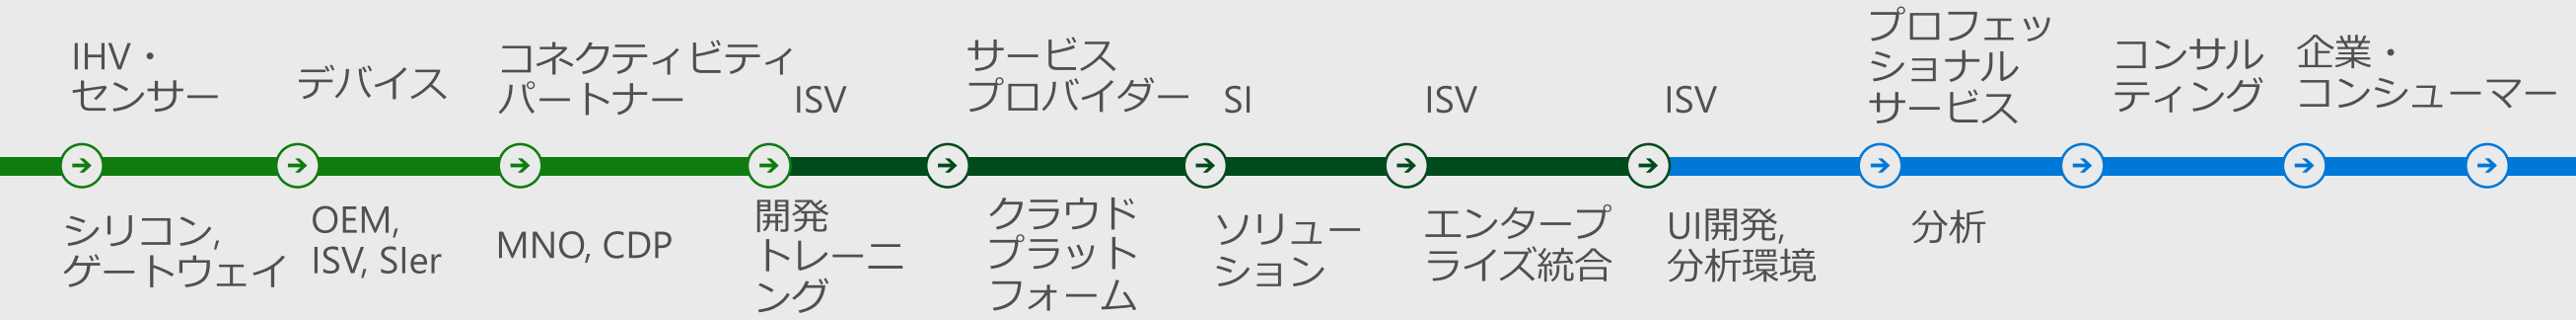 IHV・
センサー
デバイス
コネクティビティ
パートナー
ISV
サービス
プロバイダー
SI
ISV
ISV
プロフェッ
ショナル
サービス
コンサル
ティング
企業・
コンシューマー
シリコン,
ゲートウェイ
OEM,
ISV, SIer
MNO, CDP
開発
トレーニ
ング
クラウド
プラット
フォーム
ソリュー
ション
エンタープ
ライズ統合
UI開発,
分析環境
分析